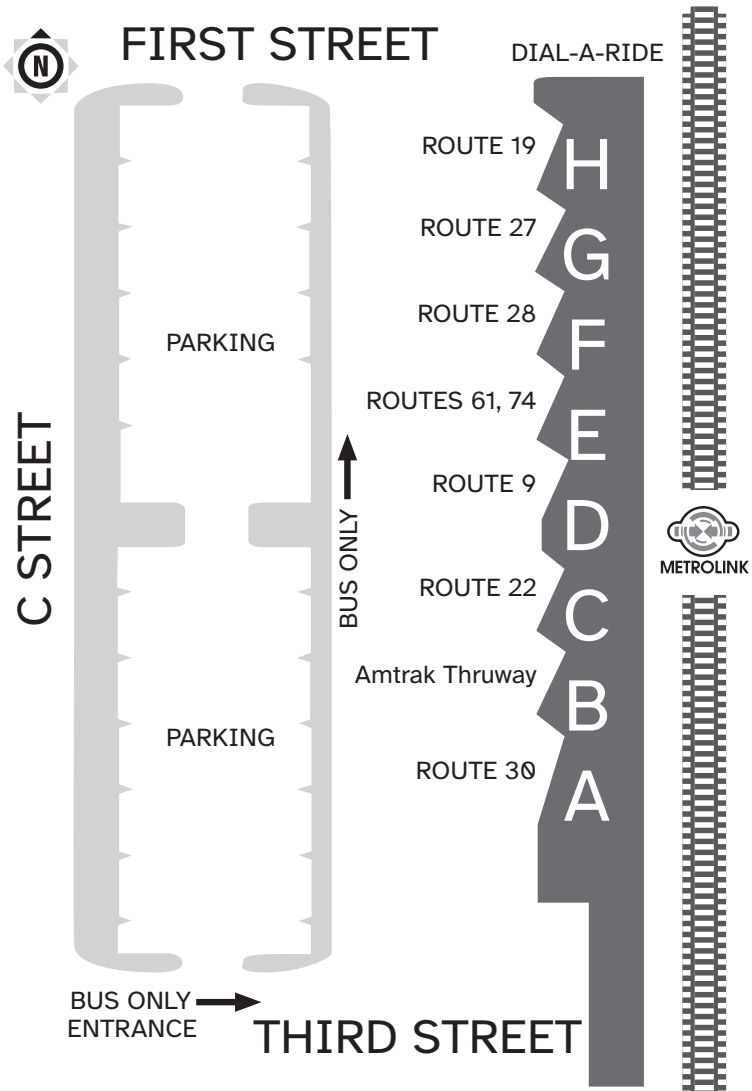 N
FIRST STREET
DIAL-A-RIDE
ROUTE 19
H
ROUTE 27
G
ROUTE 28
F
PARKING
ROUTES 61, 74
E
ROUTE 9
D
C STREET
BUS ONLY
METROLINK
ROUTE 22
C
Amtrak Thruway
B
PARKING
ROUTE 30
A
BUS ONLY
ENTRANCE
THIRD STREET